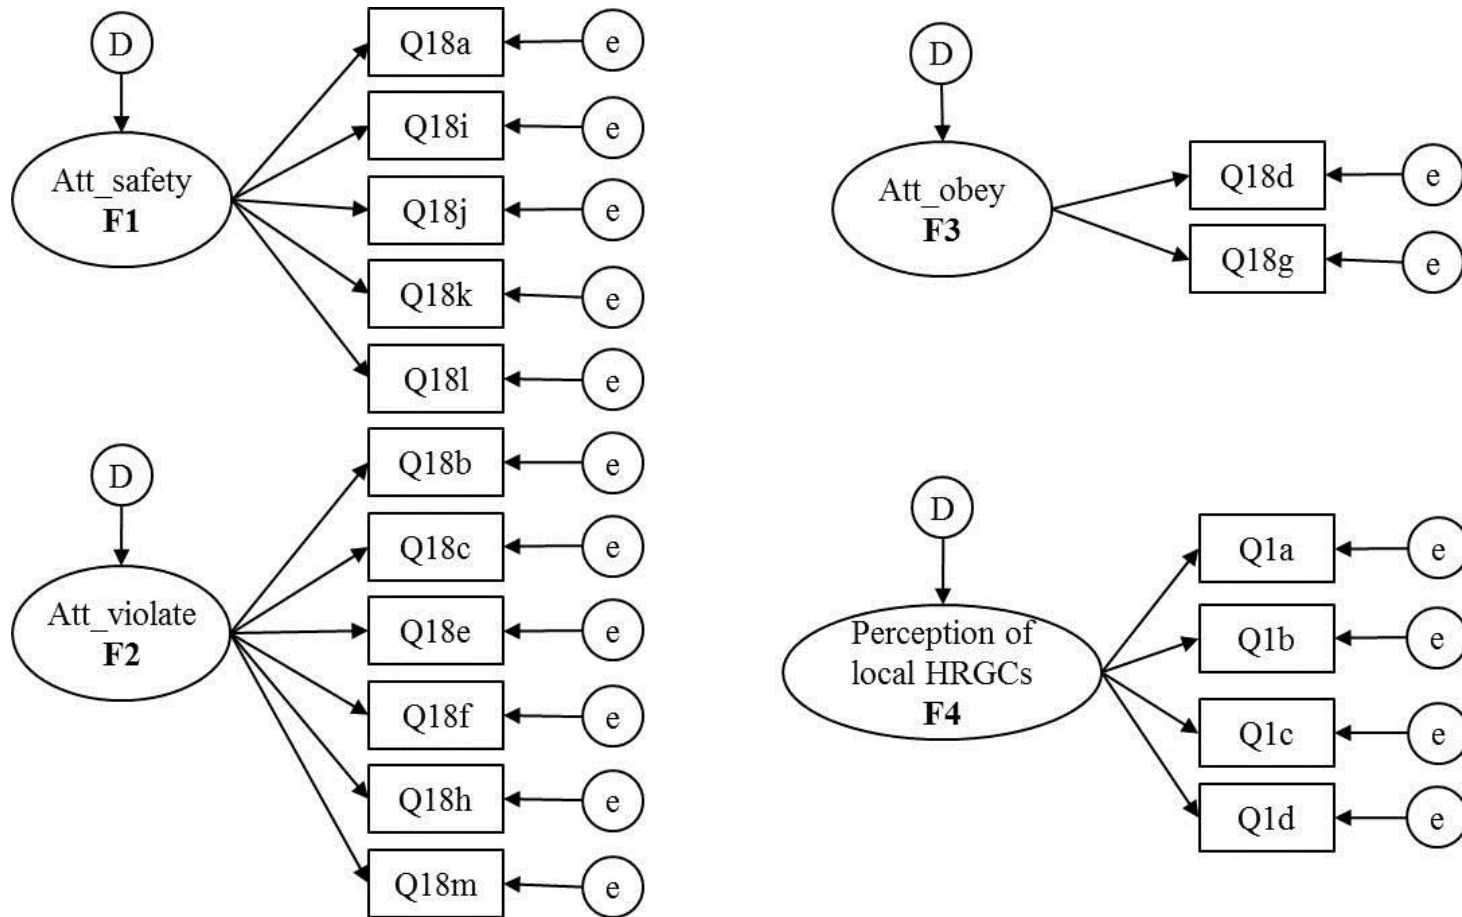 D
Att_safety
F1
Q18a
e
Q18i
e
Q18j
e
Q18k
e
Q18l
e
D
Att_violate
F2
Q18b
e
Q18c
e
Q18e
e
Q18f
e
Q18h
e
Q18m
e
D
Att_obey
F3
Q18d
e
Q18g
e
D
Perception of
local HRGCs
F4
Q1a
e
Q1b
e
Q1c
e
Q1d
e